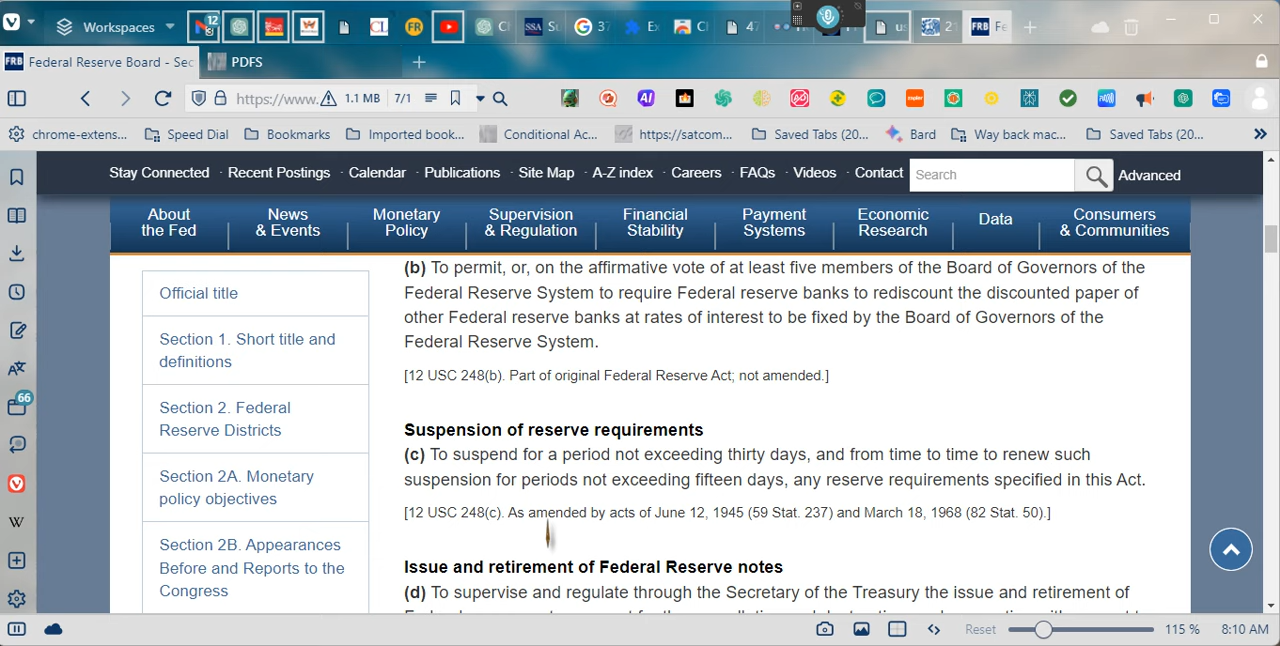 Workspaces
12
3
CL
FR
SSA
37
47
21
FRB
FRB Federal Reserve Board - Sec
PDFS
https://www. 1.1 MB 7/1
AI
chrome-extens... Speed Dial Bookmarks Imported book... Conditional Ac... https://satcom... Saved Tabs (20... Bard Way back mac... Saved Tabs (20...
Stay Connected · Recent Postings · Calendar · Publications · Site Map · A-Z index · Careers · FAQs · Videos · Contact Search Advanced
About the Fed
News & Events
Monetary Policy
Supervision & Regulation
Financial Stability
Payment Systems
Economic Research
Data
Consumers & Communities
Official title
Section 1. Short title and
definitions
Section 2. Federal
Reserve Districts
Section 2A. Monetary
policy objectives
Section 2B. Appearances
Before and Reports to the
Congress
(b) To permit, or, on the affirmative vote of at least five members of the Board of Governors of the
Federal Reserve System to require Federal reserve banks to rediscount the discounted paper of
other Federal reserve banks at rates of interest to be fixed by the Board of Governors of the
Federal Reserve System.
[12 USC 248(b). Part of original Federal Reserve Act; not amended.]
Suspension of reserve requirements
(c) To suspend for a period not exceeding thirty days, and from time to time to renew such
suspension for periods not exceeding fifteen days, any reserve requirements specified in this Act.
[12 USC 248(c). As amended by acts of June 12, 1945 (59 Stat. 237) and March 18, 1968 (82 Stat. 50).]
Issue and retirement of Federal Reserve notes
(d) To supervise and regulate through the Secretary of the Treasury the issue and retirement of
66
W
Reset 115 % 8:10 AM